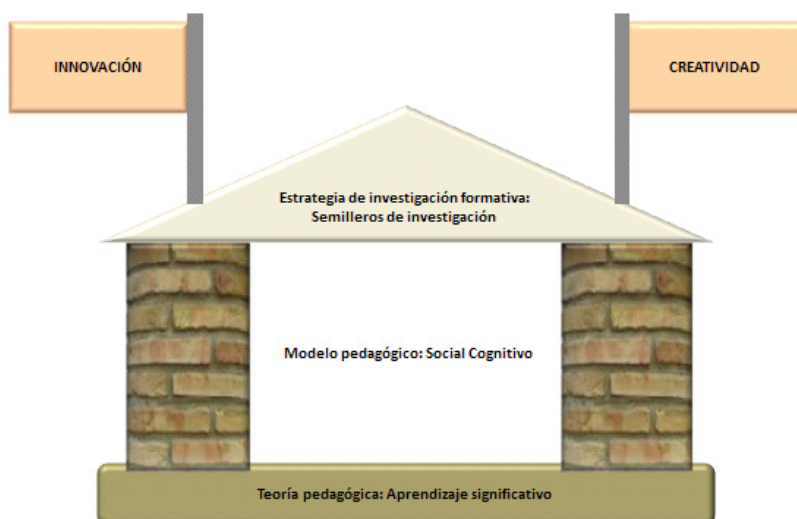 INNOVACIÓN
CREATIVIDAD
Estrategia de investigación formativa:
Semilleros de investigación
Modelo pedagógico: Social Cognitivo
Teoría pedagógica: Aprendizaje significativo